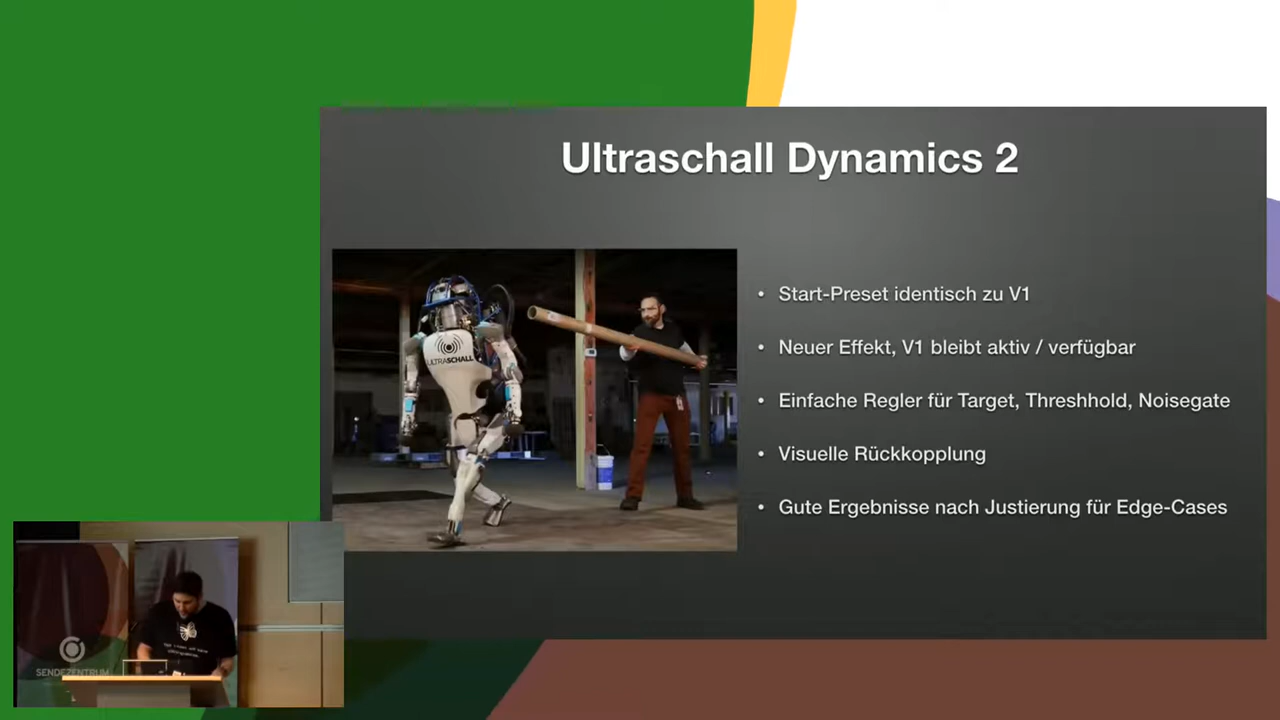 Ultraschall Dynamics 2
ULTRASCHALL
• Start-Preset identisch zu V1
• Neuer Effekt, V1 bleibt aktiv / verfügbar
• Einfache Regler für Target, Threshhold, Noisegate
• Visuelle Rückkopplung
• Gute Ergebnisse nach Justierung für Edge-Cases
SENDEZENTRUM